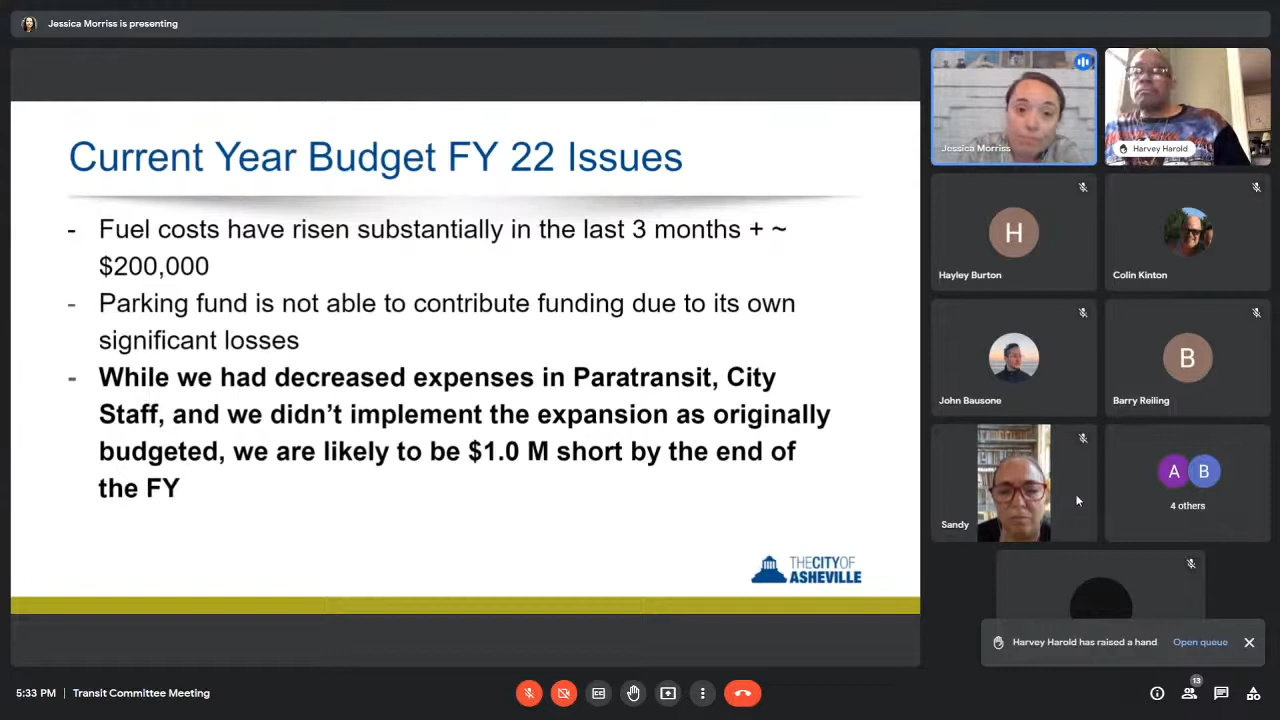 Jessica Morriss is presenting
Current Year Budget FY 22 Issues
- Fuel costs have risen substantially in the last 3 months + ~
$200,000
- Parking fund is not able to contribute funding due to its own
significant losses
- While we had decreased expenses in Paratransit, City
Staff, and we didn't implement the expansion as originally
budgeted, we are likely to be $1.0 M short by the end of
the FY
THE CITY OF
ASHEVILLE
Jessica Morriss
Harvey Harold
H
Hayley Burton
Colin Kinton
John Bausone
B
Barry Reiling
Sandy
A B
4 others
Harvey Harold has raised a hand Open queue
5:33 PM | Transit Committee Meeting
13